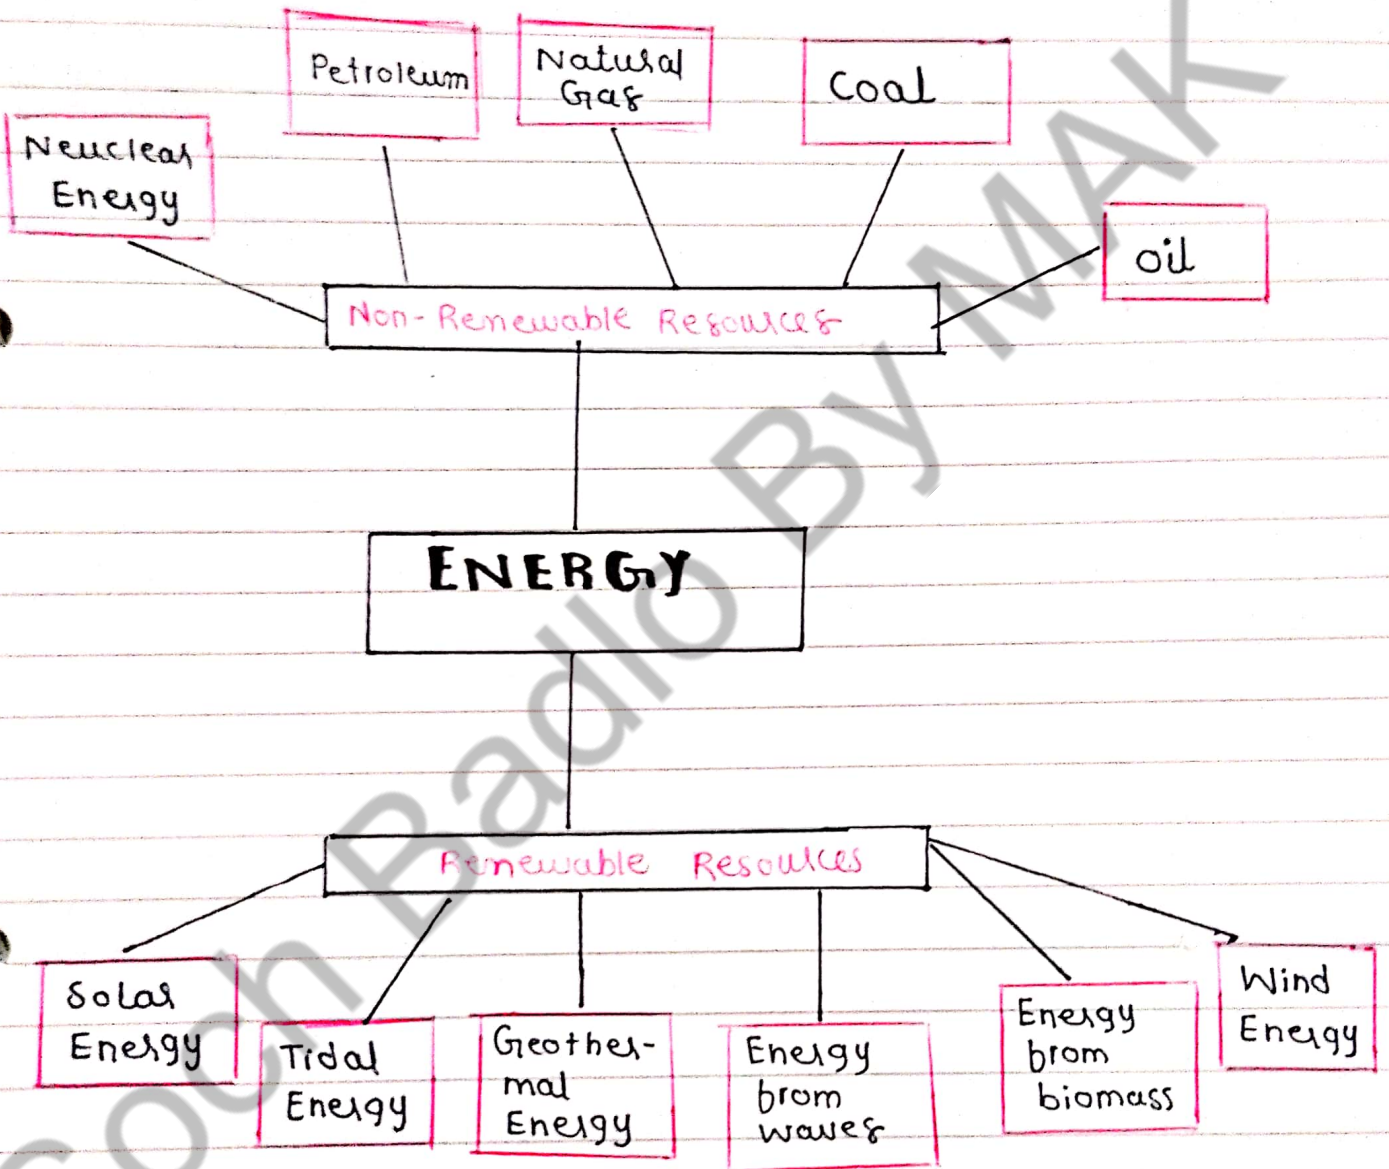 Petroleum
Natural
Gas
Coal
Neuclear
Energy
oil
Non-Renewable Resources
ENERGY
Renewable Resources
Solar
Energy
Tidal
Energy
Geother-
mal
Energy
Energy
from
waves
Energy
from
biomass
Wind
Energy
Soch Badlo By MAK